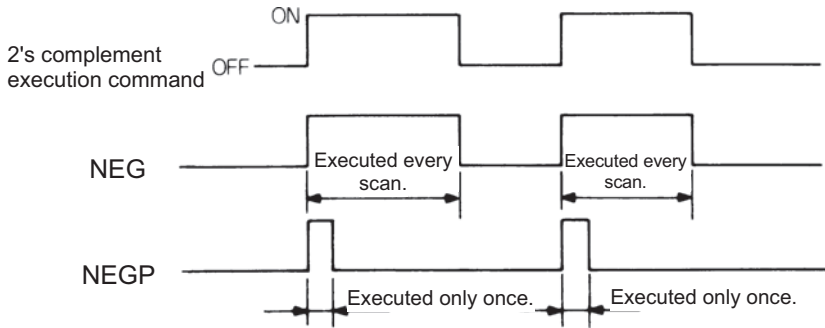 ON
2's complement
execution command
OFF
NEG
Executed every
scan.
Executed every
scan.
NEGP
Executed only once.
Executed only once.